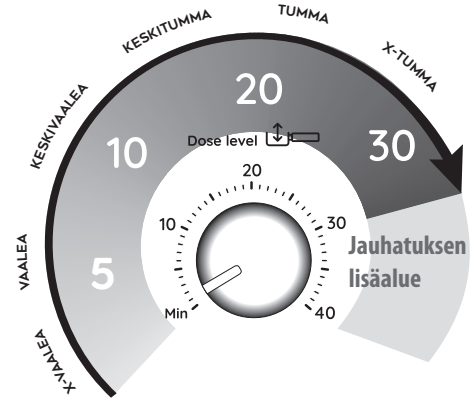 X-VAALEA
VAALEA
KESKIVAALEA
KESKITUMMA
TUMMA
X-TUMMA
5
10
20
30
Dose level
Min
10
20
30
40
Jauhatuksen
lisäalue